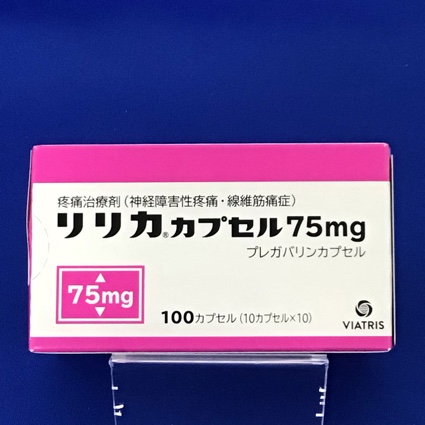 疼痛治療剤(神経障害性疼痛・線維筋痛症)
リリカ®カプセル75mg
プレガバリンカプセル
75mg
100カプセル(10カプセル×10)
VIATRIS